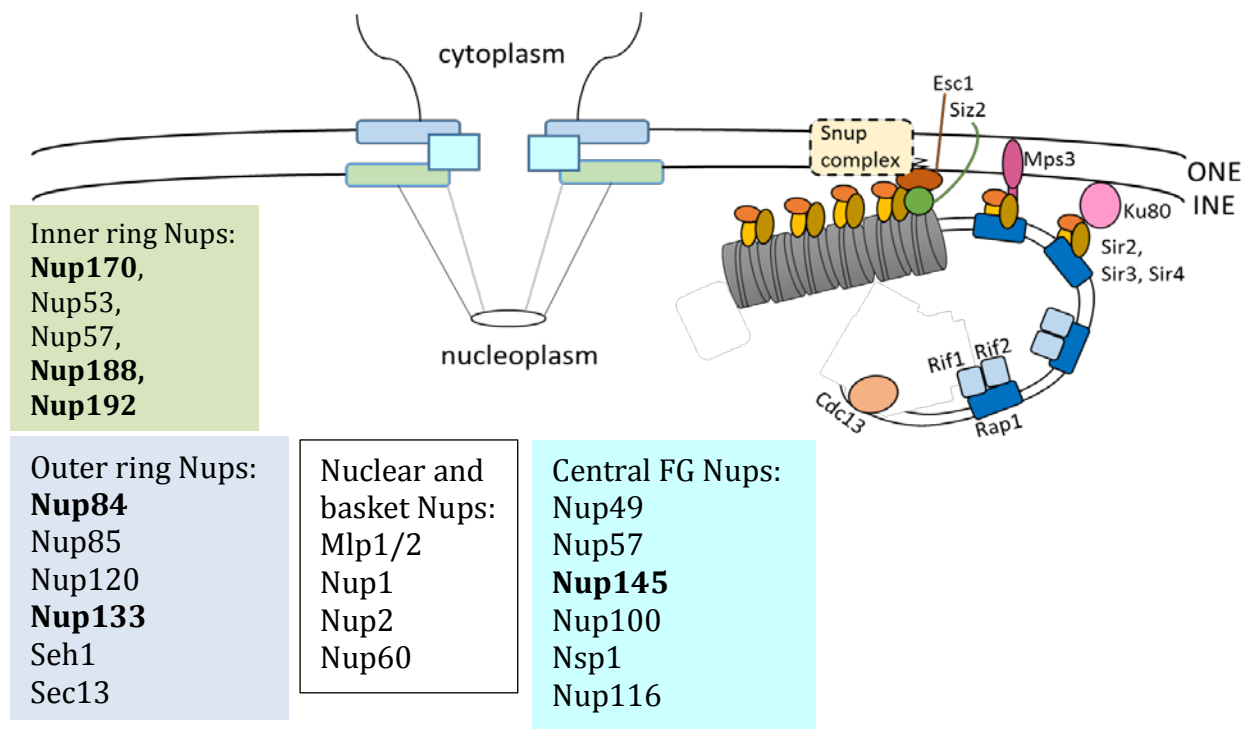 cytoplasm
Esc1
Siz2
Snup
complex
Mps3
ONE
INE
Ku80
Sir2,
Sir3, Sir4
nucleoplasm
Rif1
Rif2
Cdc13
Rap1
Inner ring Nups:
Nup170,
Nup53,
Nup57,
Nup188,
Nup192
Outer ring Nups:
Nup84
Nup85
Nup120
Nup133
Seh1
Sec13
Nuclear and
basket Nups:
Mlp1/2
Nup1
Nup2
Nup60
Central FG Nups:
Nup49
Nup57
Nup145
Nup100
Nsp1
Nup116